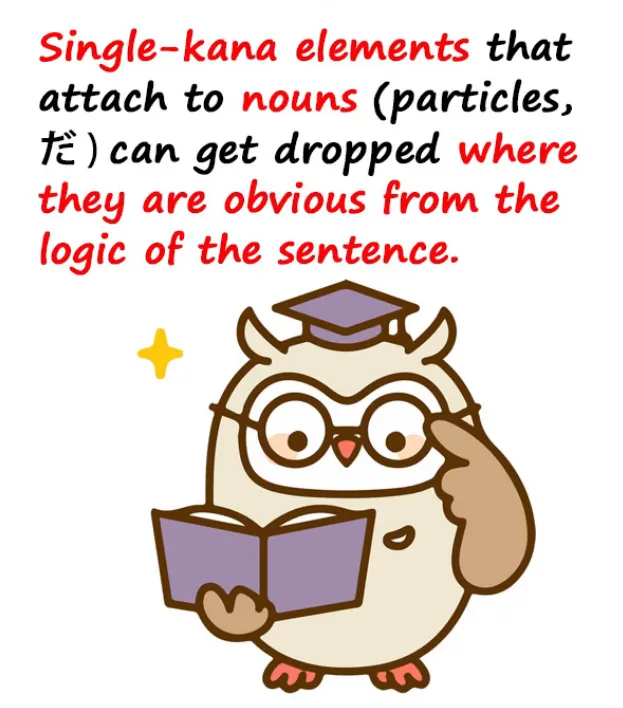 Single-kana elements that
attach to nouns (particles,
だ) can get dropped where
they are obvious from the
logic of the sentence.